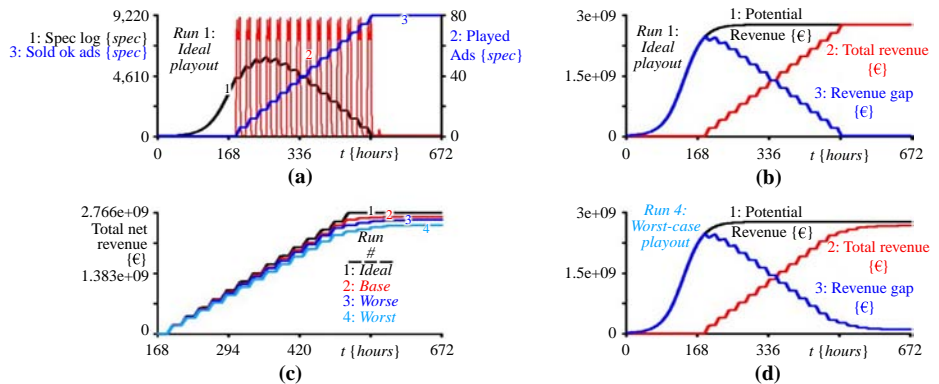 9,220
4,610
0
1: Spec log {spec}
3: Sold ok ads {spec}
Run 1:
Ideal
playout
1
2
3
80
40
0
2: Played
Ads {spec}
0 168 336 t {hours} 672
(a)
3e+09
1.5e+09
0
Run 1:
Ideal
playout
1: Potential
Revenue {€}
2: Total revenue
{€}
3: Revenue gap
{€}
0 168 336 t {hours} 672
(b)
2.766e+09
Total net
revenue
{€}
1.383e+09
0
1
2
3
4
Run
#
1: Ideal
2: Base
3: Worse
4: Worst
168 294 420 t {hours} 672
(c)
3e+09
1.5e+09
0
Run 4:
Worst-case
playout
1: Potential
Revenue {€}
2: Total revenue
{€}
3: Revenue gap
{€}
0 168 336 t {hours} 672
(d)